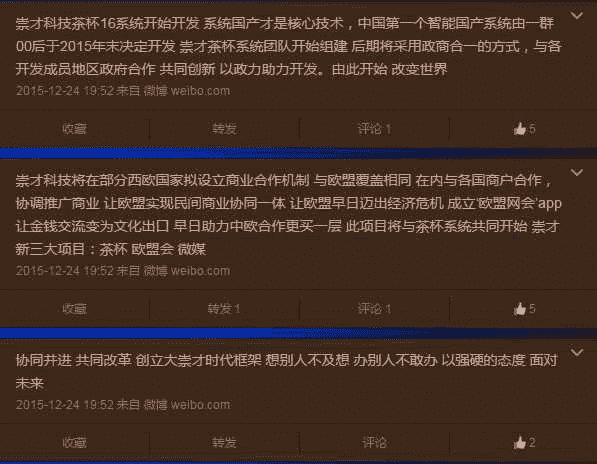 崇才科技茶杯16系统开始开发 系统国产才是核心技术，中国第一个智能国产系统由一群
00后于2015年末决定开发 崇才茶杯系统团队开始组建 后期将采用政商合一的方式，与各
开发成员地区政府合作 共同创新 以政力助力开发。由此开始 改变世界
2015-12-24 19:52 来自 微博 weibo.com
收藏 转发 评论 1 5
崇才科技将在部分西欧国家拟设立商业合作机制 与欧盟覆盖相同 在内与各国商户合作，
协调推广商业 让欧盟实现民间商业协同一体 让欧盟早日迈出经济危机 成立'欧盟网会'app
让金钱交流变为文化出口 早日助力中欧合作更买一层 此项目将与茶杯系统共同开始 崇才
新三大项目：茶杯 欧盟会 微媒
2015-12-24 19:52 来自 微博 weibo.com
收藏 转发 1 评论 1 5
协同并进 共同改革 创立大崇才时代框架 想别人不及想 办别人不敢办 以强硬的态度 面对
未来
2015-12-24 19:52 来自 微博 weibo.com
收藏 转发 评论 2